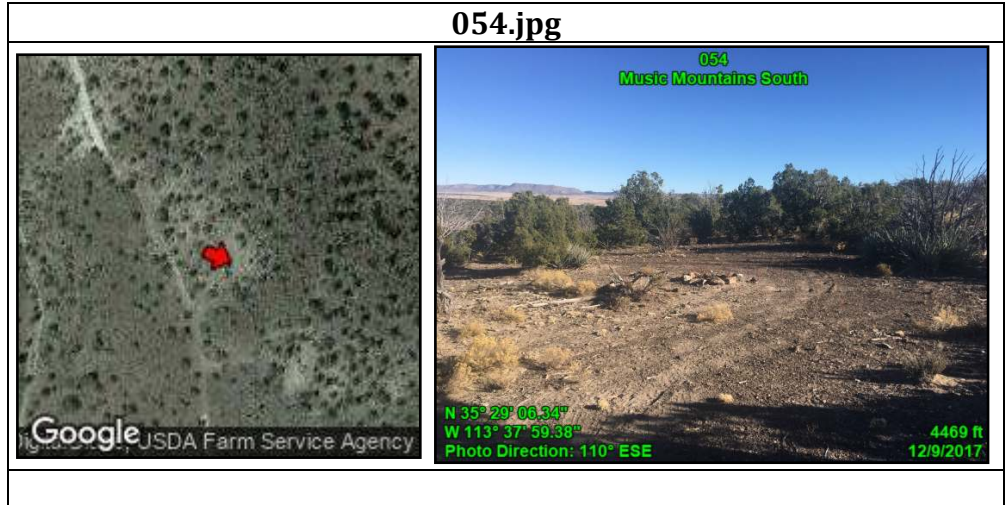 054.jpg
054
Music Mountains South
Google
USDA Farm Service Agency
N 35° 29' 06.34"
W 113° 37' 59.38"
Photo Direction: 110° ESE
4469 ft
12/9/2017